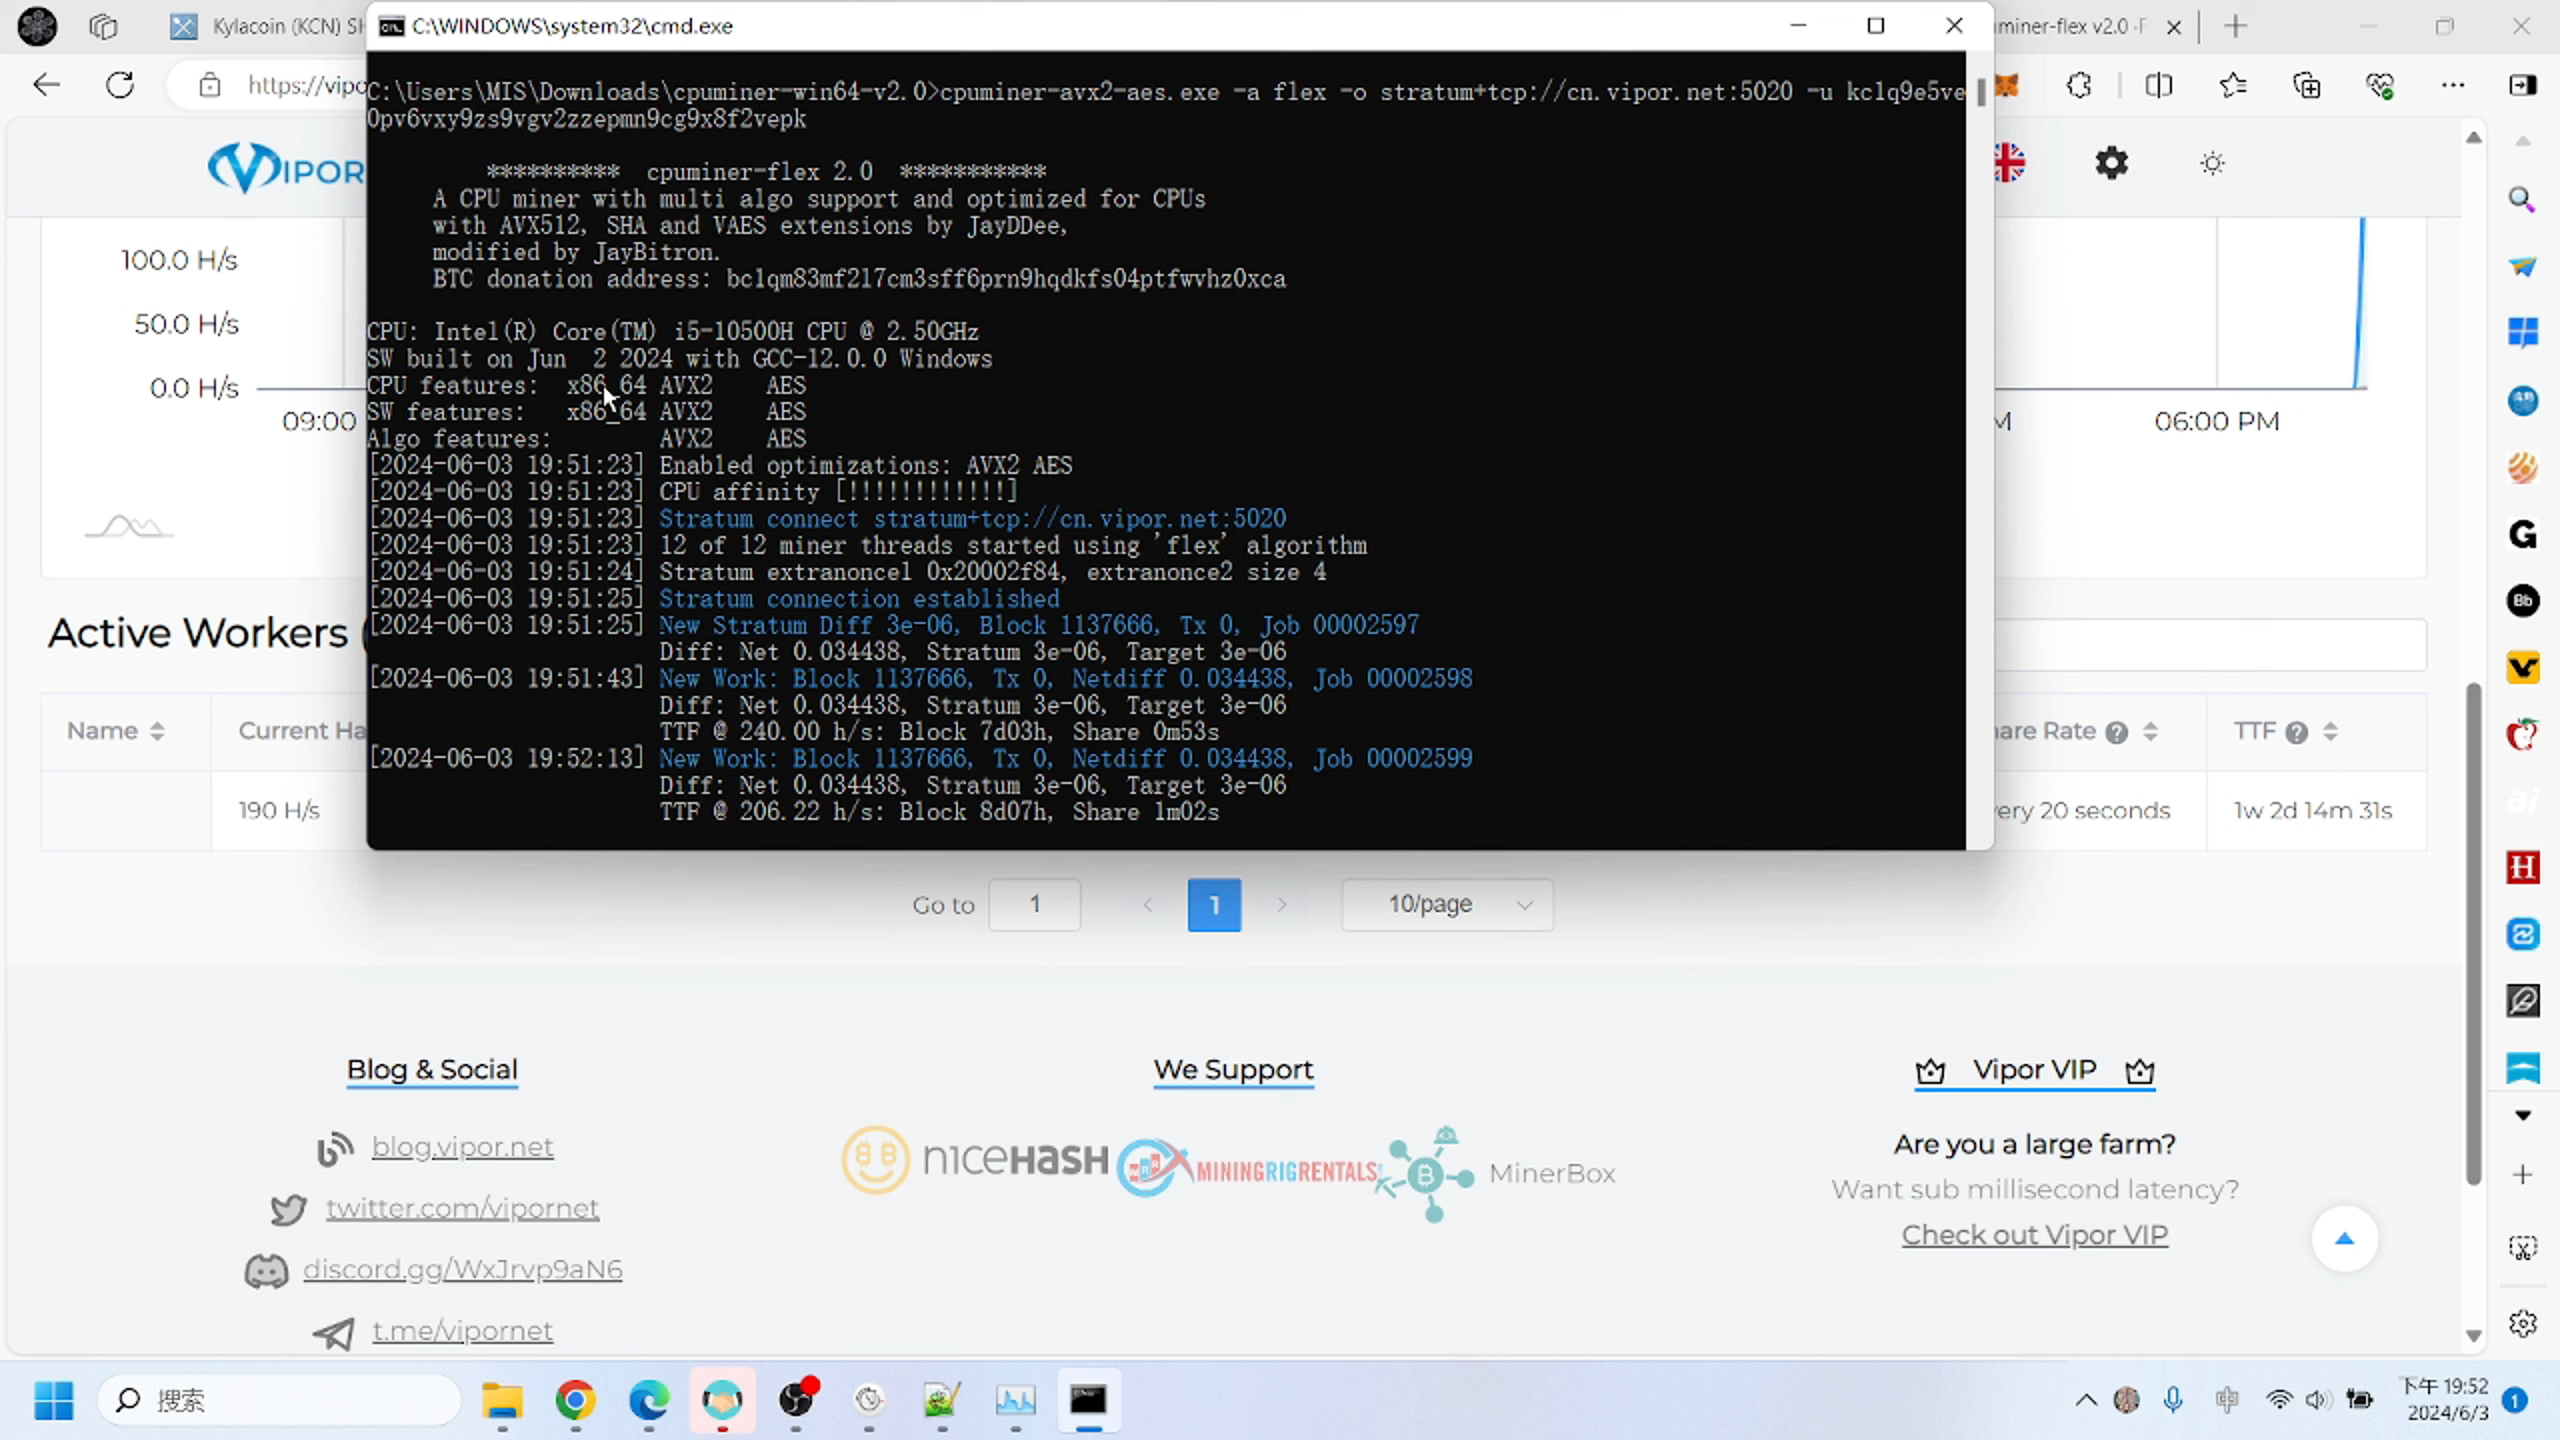 Kylacoin (KCN) SH
C:\WINDOWS\system32\cmd.exe
miner-flex v2.0 -F
https://vipo
C:\Users\MIS\Downloads\cpuminer-win64-v2.0>cpuminer-avx2-aes.exe -a flex -o stratum+tcp://cn.vipor.net:5020 -u kc1q9e5ve
0pv6vxy9zs9vgv2zzepmn9cg9x8f2vepk
********** cpuminer-flex 2.0 ***********
A CPU miner with multi algo support and optimized for CPUs
with AVX512, SHA and VAES extensions by JayDDee,
modified by JayBitron.
BTC donation address: bc1qm83mf2l7cm3sff6prn9hqdkfs04ptfwvhz0xca
CPU: Intel(R) Core(TM) i5-10500H CPU @ 2.50GHz
SW built on Jun  2 2024 with GCC-12.0.0 Windows
CPU features:  x86_64 AVX2    AES
SW features:   x86_64 AVX2    AES
Algo features:        AVX2    AES
[2024-06-03 19:51:23] Enabled optimizations: AVX2 AES
[2024-06-03 19:51:23] CPU affinity [!!!!!!!!!!!!]
[2024-06-03 19:51:23] Stratum connect stratum+tcp://cn.vipor.net:5020
[2024-06-03 19:51:23] 12 of 12 miner threads started using 'flex' algorithm
[2024-06-03 19:51:24] Stratum extranonce1 0x20002f84, extranonce2 size 4
[2024-06-03 19:51:25] Stratum connection established
[2024-06-03 19:51:25] New Stratum Diff 3e-06, Block 1137666, Tx 0, Job 00002597
Diff: Net 0.034438, Stratum 3e-06, Target 3e-06
[2024-06-03 19:51:43] New Work: Block 1137666, Tx 0, Netdiff 0.034438, Job 00002598
Diff: Net 0.034438, Stratum 3e-06, Target 3e-06
TTF @ 240.00 h/s: Block 7d03h, Share 0m53s
[2024-06-03 19:52:13] New Work: Block 1137666, Tx 0, Netdiff 0.034438, Job 00002599
Diff: Net 0.034438, Stratum 3e-06, Target 3e-06
TTF @ 206.22 h/s: Block 8d07h, Share 1m02s
VIPOR
100.0 H/s
50.0 H/s
0.0 H/s
09:00
M
06:00 PM
Active Workers (
Name
Current Ha
are Rate
TTF
190 H/s
ery 20 seconds
1w 2d 14m 31s
Go to
1
1
10/page
Blog & Social
We Support
Vipor VIP
blog.vipor.net
twitter.com/vipornet
discord.gg/WxJrvp9aN6
t.me/vipornet
NICEHASH
MRR
MININGRIGRENTALS
MinerBox
Are you a large farm?
Want sub millisecond latency?
Check out Vipor VIP
G
Bb
ai
H
搜索
中
下午 19:52
2024/6/3
1